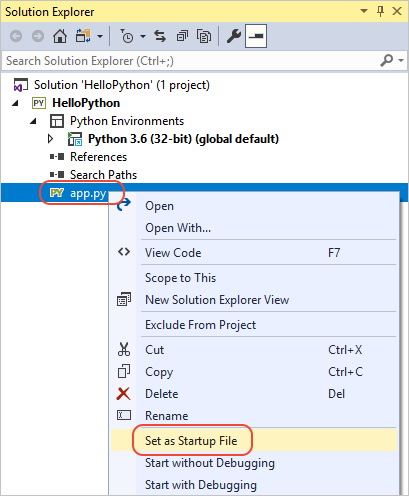 Solution Explorer
Search Solution Explorer (Ctrl+;)
Solution 'HelloPython' (1 project)
PY HelloPython
Python Environments
Python 3.6 (32-bit) (global default)
References
Search Paths
PY app.py
Open
Open With...
View Code F7
Scope to This
New Solution Explorer View
Exclude From Project
Cut Ctrl+X
Copy Ctrl+C
Delete Del
Rename
Set as Startup File
Start without Debugging
Start with Debugging